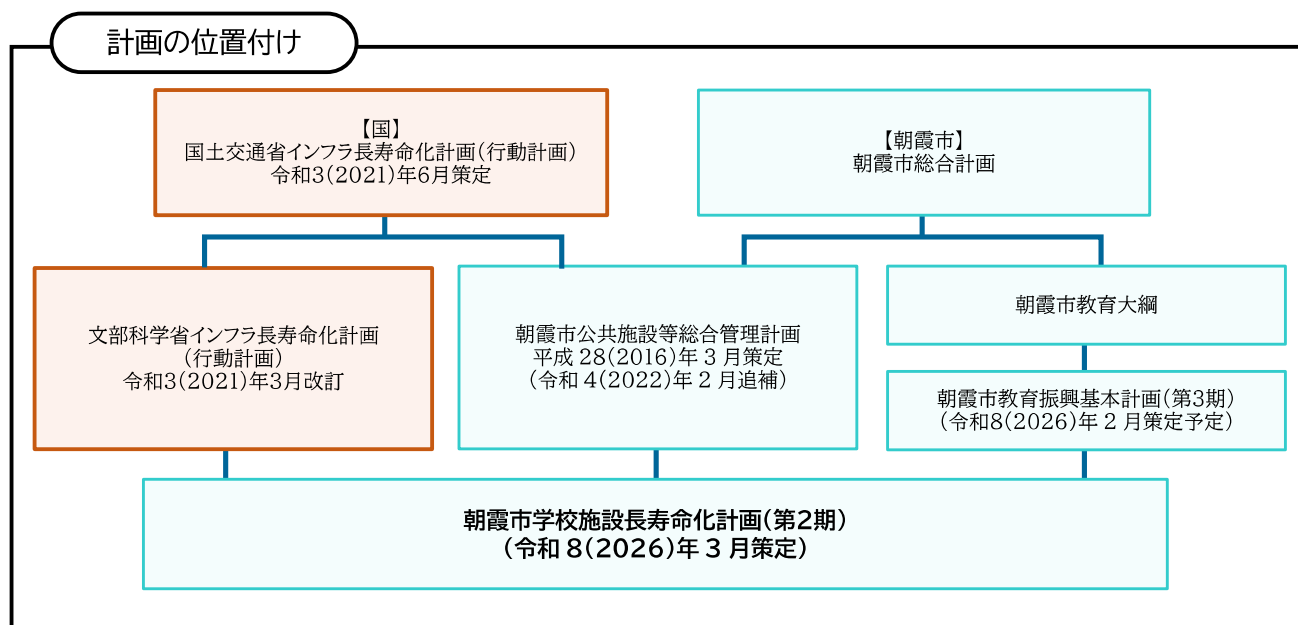 計画の位置付け
【国】
国土交通省インフラ長寿命化計画(行動計画)
令和3(2021)年6月策定
【朝霞市】
朝霞市総合計画
文部科学省インフラ長寿命化計画
(行動計画)
令和3(2021)年3月改訂
朝霞市公共施設等総合管理計画
平成 28(2016)年 3 月策定
(令和 4(2022)年 2 月追補)
朝霞市教育大綱
朝霞市教育振興基本計画(第3期)
(令和8(2026)年 2 月策定予定)
朝霞市学校施設長寿命化計画(第2期)
(令和 8(2026)年 3 月策定)